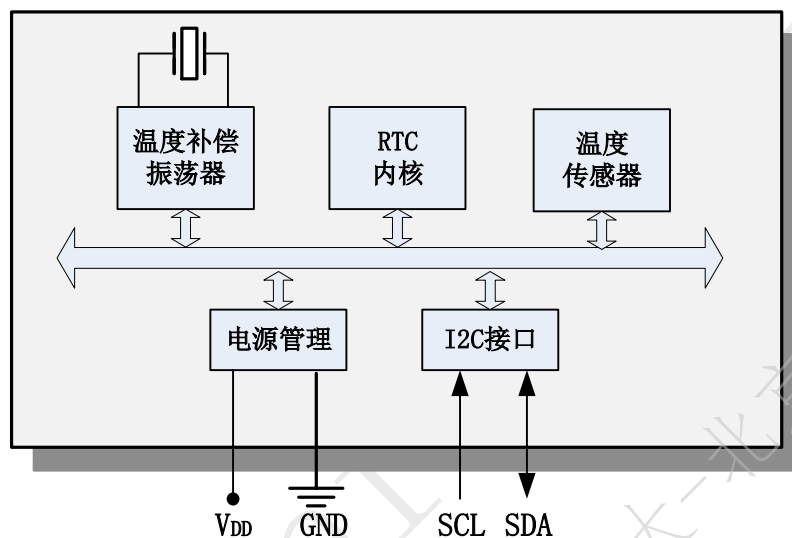 温度补偿
振荡器
RTC
内核
温度
传感器
电源管理
I2C接口
VDD
GND
SCL
SDA